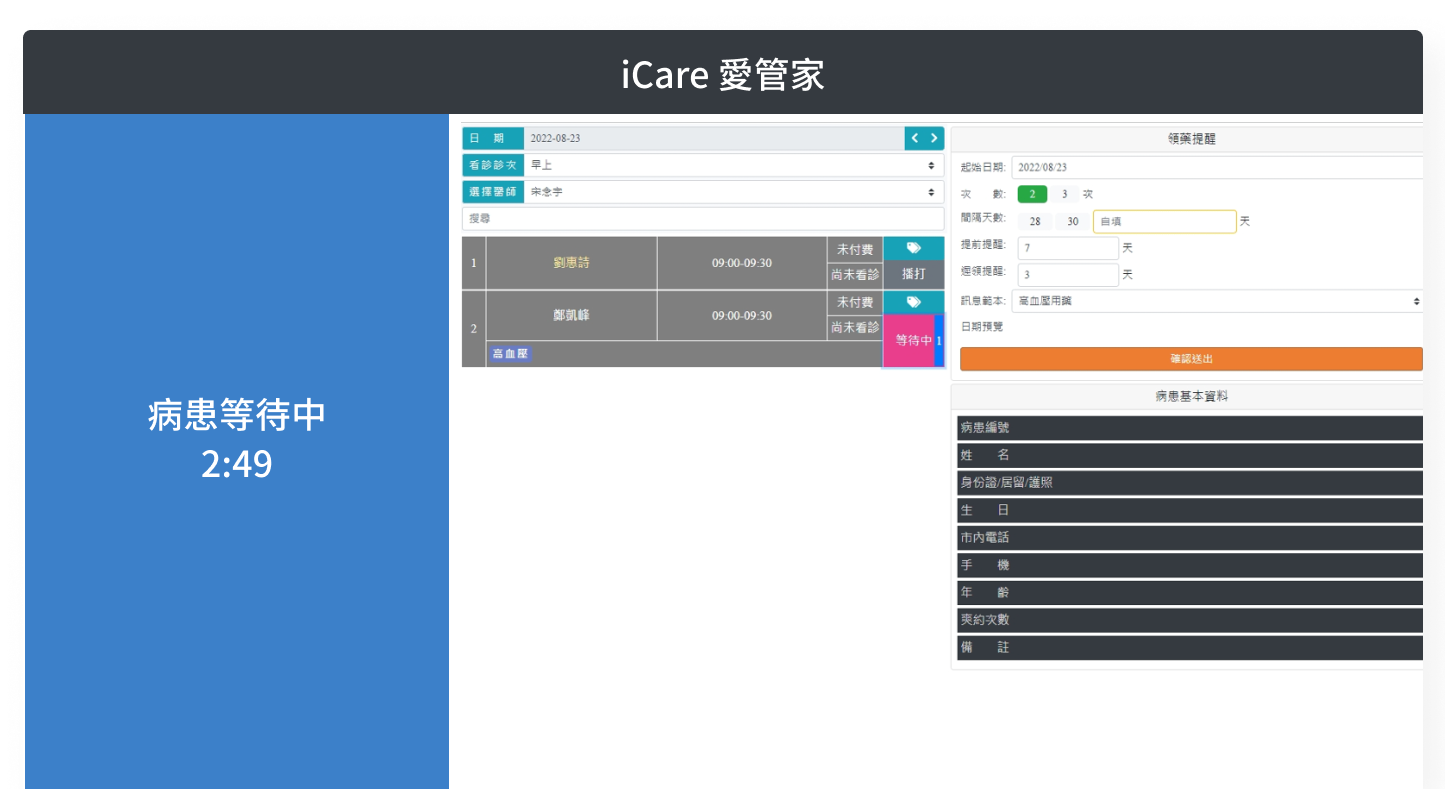 iCare 愛管家
病患等待中
2:49
日 期 2022-08-23
看診診次 早上
選擇醫師 宋念宇
搜尋
1 劉惠詩 09:00-09:30 未付費
尚未看診 播打
2 鄭凱峰 09:00-09:30 未付費
尚未看診 等待中 1
高血壓
領藥提醒
起始日期: 2022/08/23
次 數: 2 3 次
間隔天數: 28 30 自填 天
提前提醒: 7 天
遲領提醒: 3 天
訊息範本: 高血壓用藥
日期預覽
確認送出
病患基本資料
病患編號
姓 名
身份證/居留/護照
生 日
市內電話
手 機
年 齡
爽約次數
備 註